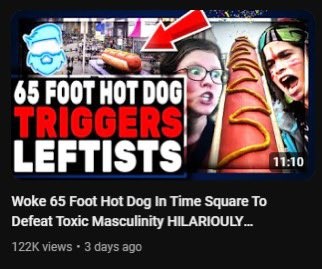 65 FOOT HOT DOG
TRIGGERS
LEFTISTS
11:10
Woke 65 Foot Hot Dog In Time Square To
Defeat Toxic Masculinity HILARIOULY...
122K views • 3 days ago